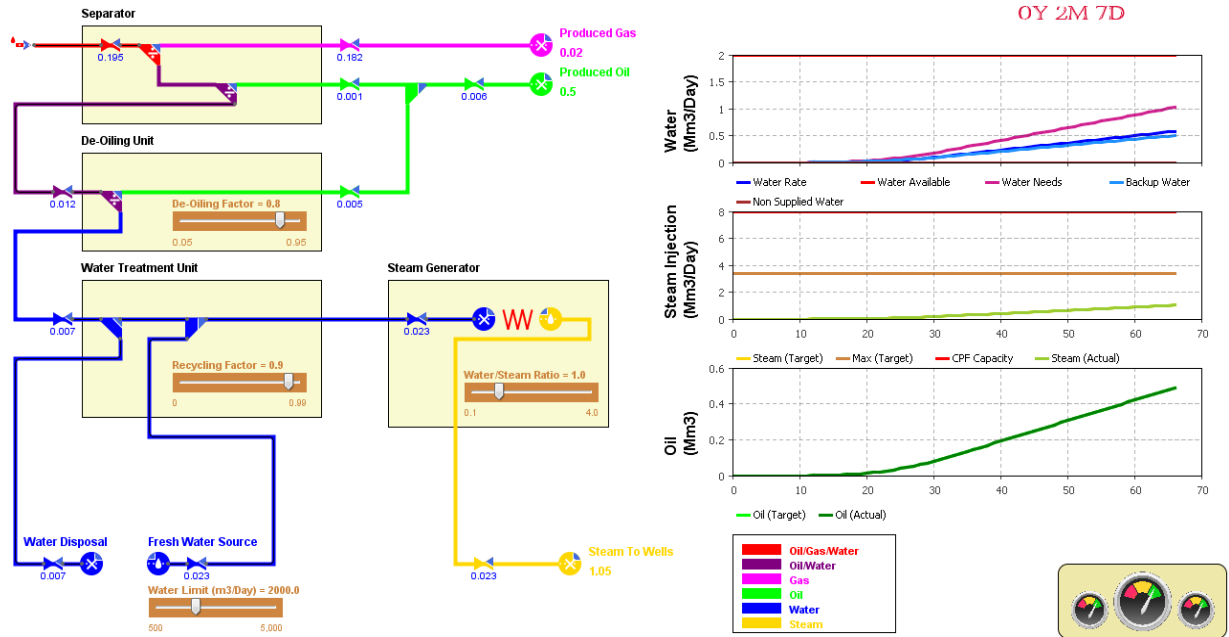 Separator
0.195
0.182
Produced Gas
0.02
Produced Oil
0.5
0.001
0.006
De-Oiling Unit
0.012
0.005
De-Oiling Factor = 0.8
0.05
0.95
Water Treatment Unit
0.007
Recycling Factor = 0.9
0
0.99
Steam Generator
0.023
Water/Steam Ratio = 1.0
0.1
4.0
Water Disposal
0.007
Fresh Water Source
0.023
Water Limit (m3/Day) = 2000.0
500
5,000
Steam To Wells
1.05
0.023
0Y 2M 7D
Water
(Mm3/Day)
2
1.5
1
0.5
0
Water Rate
Water Available
Water Needs
Backup Water
Non Supplied Water
Steam Injection
(Mm3/Day)
8
6
4
2
0
0 10 20 30 40 50 60 70
Steam (Target)
Max (Target)
CPF Capacity
Steam (Actual)
Oil
(Mm3)
0.6
0.4
0.2
0
0 10 20 30 40 50 60 70
Oil (Target)
Oil (Actual)
Oil/Gas/Water
Oil/Water
Gas
Oil
Water
Steam